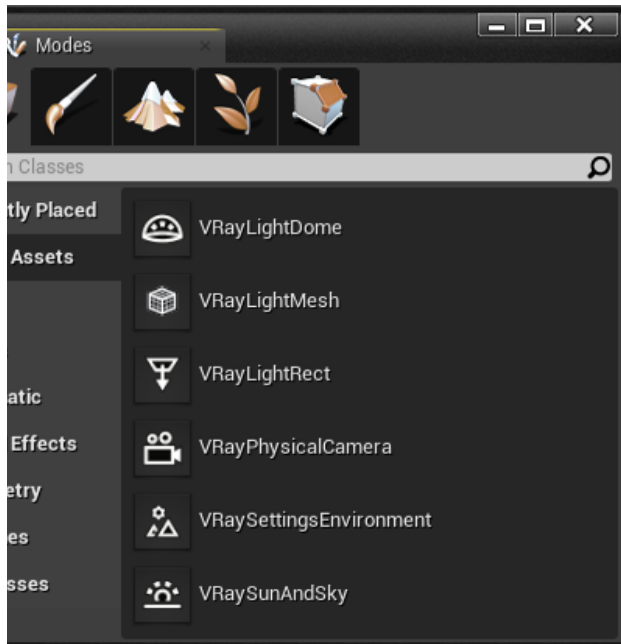 Modes
n Classes
tly Placed
Assets
atic
Effects
etry
es
sses
VRayLightDome
VRayLightMesh
VRayLightRect
VRayPhysicalCamera
VRaySettingsEnvironment
VRaySunAndSky